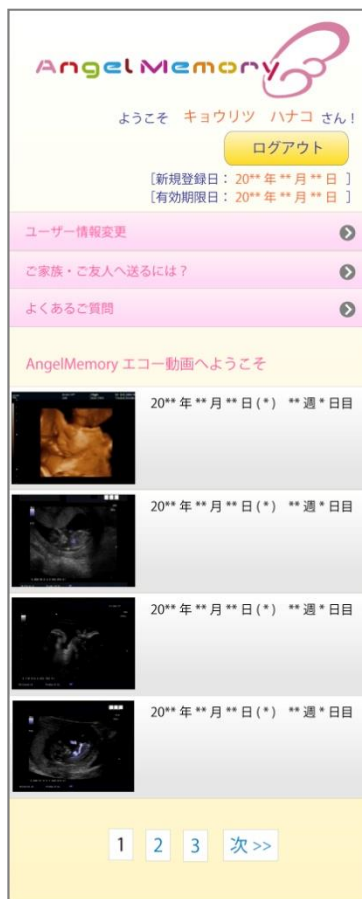 AngelMemory
ようこそ キョウリツ ハナコ さん!
ログアウト
[新規登録日: 20** 年 ** 月 ** 日 ]
[有効期限日: 20** 年 ** 月 ** 日 ]
ユーザー情報変更
ご家族・ご友人へ送るには?
よくあるご質問
AngelMemory エコー動画へようこそ
20** 年 ** 月 ** 日 ( * ) ** 週 * 日目
20** 年 ** 月 ** 日 ( * ) ** 週 * 日目
20** 年 ** 月 ** 日 ( * ) ** 週 * 日目
20** 年 ** 月 ** 日 ( * ) ** 週 * 日目
1 2 3 次 >>